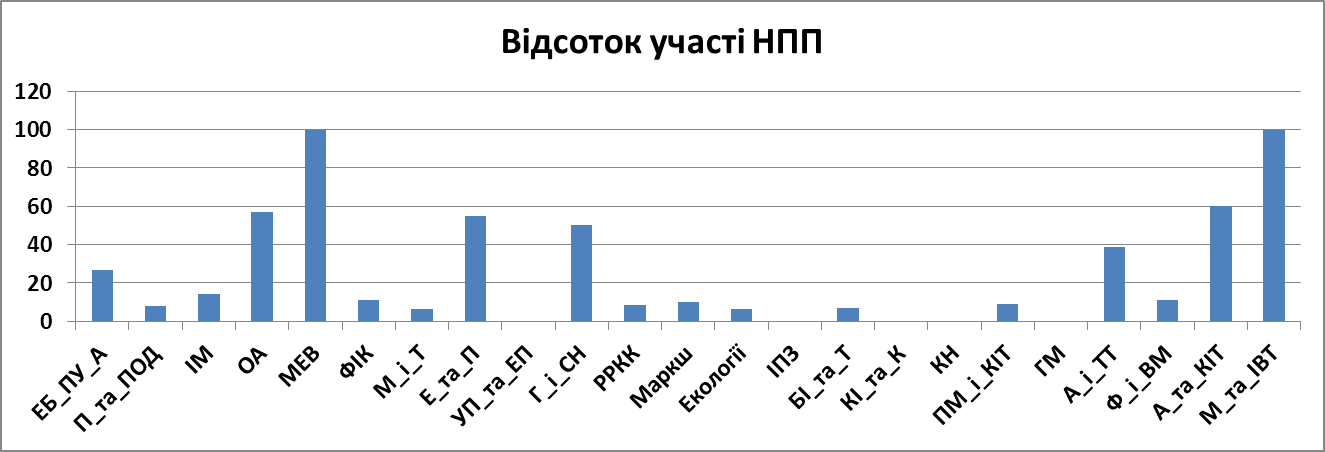 Відсоток участі НПП
120
100
80
60
40
20
0
ЕБ_ПУ_А
П_та_ПОД
ІМ
ОА
МЕВ
ФІК
М_і_Т
Е_та_П
УП_та_ЕП
Г_і_СН
РРКК
Маркш
Екології
ІПЗ
БІ_та_Т
КІ_та_К
КН
ПМ_і_КІТ
ГМ
А_і_ТТ
Ф_і_ВМ
А_та_КІТ
М_та_ІВТ